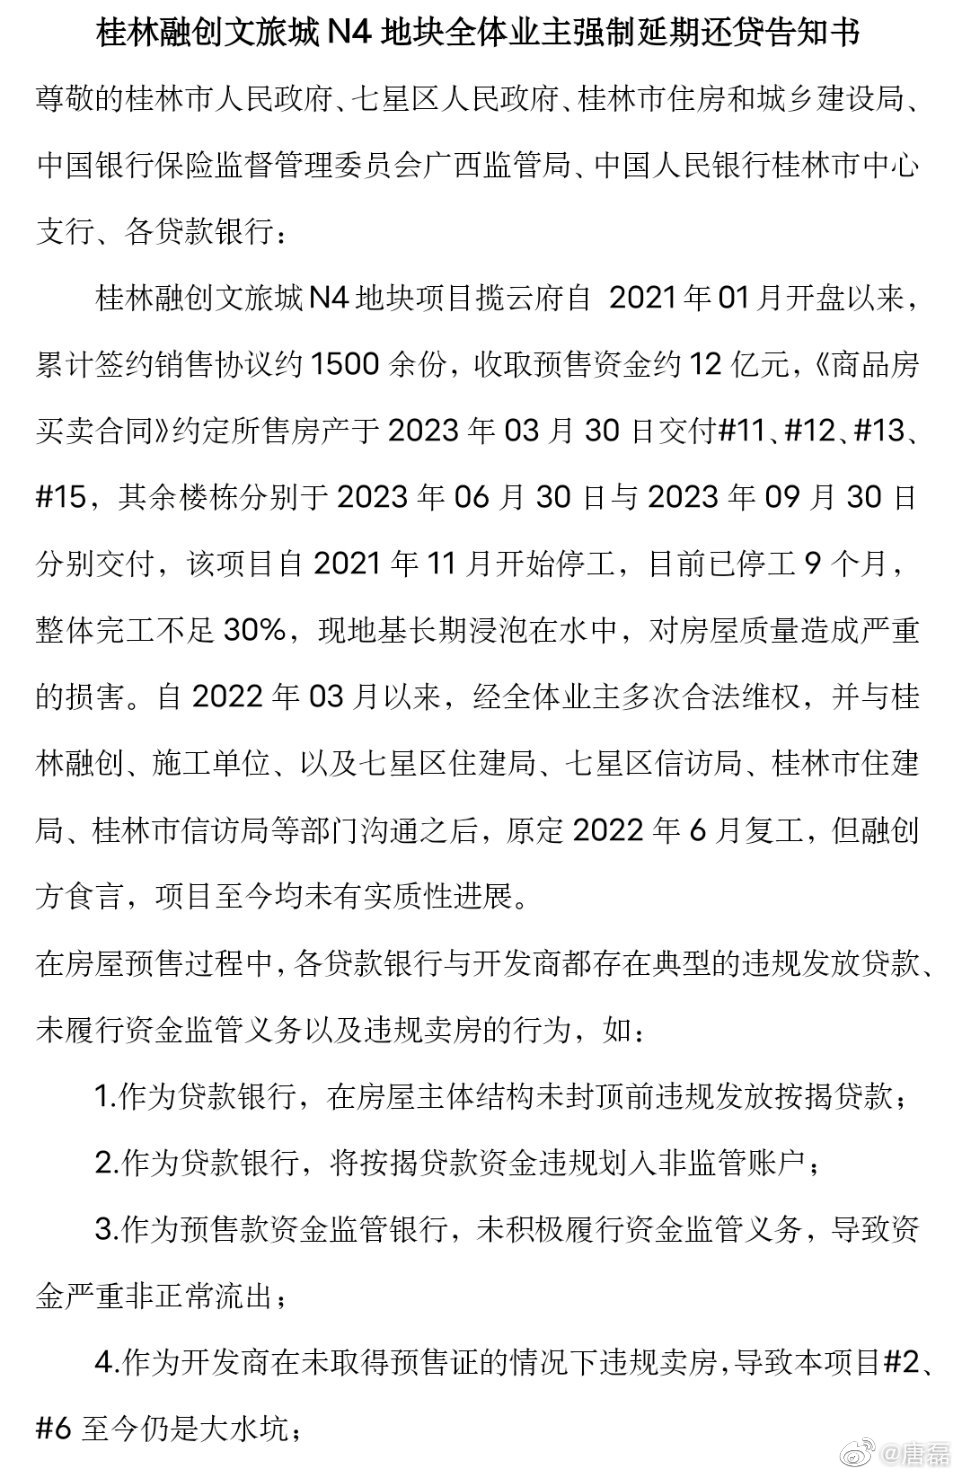 桂林融创文旅城 N4 地块全体业主强制延期还贷告知书
尊敬的桂林市人民政府、七星区人民政府、桂林市住房和城乡建设局、
中国银行保险监督管理委员会广西监管局、中国人民银行桂林市中心
支行、各贷款银行：
桂林融创文旅城 N4 地块项目揽云府自 2021 年 01 月开盘以来，
累计签约销售协议约 1500 余份，收取预售资金约 12 亿元，《商品房
买卖合同》约定所售房产于 2023 年 03 月 30 日交付#11、#12、#13、
#15，其余楼栋分别于 2023 年 06 月 30 日与 2023 年 09 月 30 日
分别交付，该项目自 2021 年 11 月开始停工，目前已停工 9 个月，
整体完工不足 30%，现地基长期浸泡在水中，对房屋质量造成严重
的损害。自 2022 年 03 月以来，经全体业主多次合法维权，并与桂
林融创、施工单位、以及七星区住建局、七星区信访局、桂林市住建
局、桂林市信访局等部门沟通之后，原定 2022 年 6 月复工，但融创
方食言，项目至今均未有实质性进展。
在房屋预售过程中，各贷款银行与开发商都存在典型的违规发放贷款、
未履行资金监管义务以及违规卖房的行为，如：
1.作为贷款银行，在房屋主体结构未封顶前违规发放按揭贷款；
2.作为贷款银行，将按揭贷款资金违规划入非监管账户；
3.作为预售款资金监管银行，未积极履行资金监管义务，导致资
金严重非正常流出；
4.作为开发商在未取得预售证的情况下违规卖房，导致本项目#2、
#6 至今仍是大水坑；
@唐磊